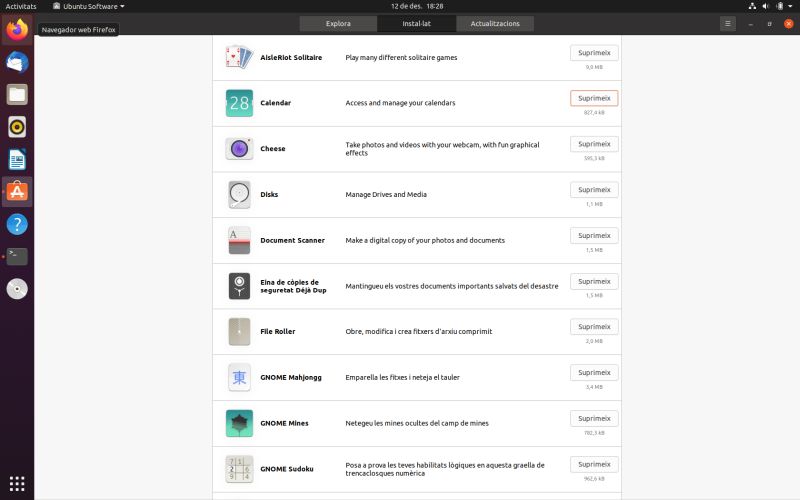 Activitats
Ubuntu Software
12 de des. 18:28
Navegador web Firefox
Explora
Instal·lat
Actualitzacions
AisleRiot Solitaire
Play many different solitaire games
Suprimeix
9,0 MB
28
Calendar
Access and manage your calendars
Suprimeix
827,4 kB
Cheese
Take photos and videos with your webcam, with fun graphical
effects
Suprimeix
595,3 kB
Disks
Manage Drives and Media
Suprimeix
1,1 MB
A
Document Scanner
Make a digital copy of your photos and documents
Suprimeix
1,5 MB
Eina de còpies de
seguretat Déjà Dup
Mantingueu els vostres documents importants salvats del desastre
Suprimeix
1,5 MB
File Roller
Obre, modifica i crea fitxers d'arxiu comprimit
Suprimeix
2,0 MB
東
GNOME Mahjongg
Emparella les fitxes i neteja el tauler
Suprimeix
3,4 MB
GNOME Mines
Netegeu les mines ocultes del camp de mines
Suprimeix
782,3 kB
7 1
2 6
9 4
GNOME Sudoku
Posa a prova les teves habilitats lògiques en aquesta graella de
trencaclosques numèrica
Suprimeix
962,6 kB